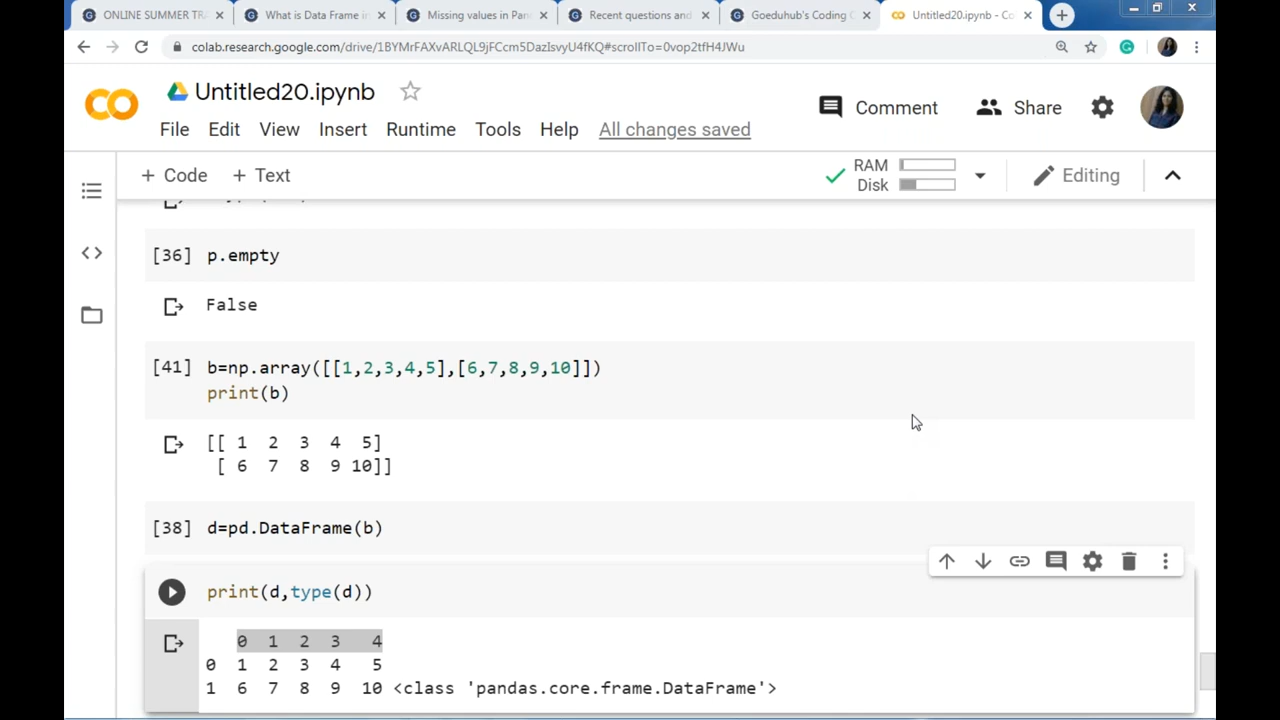 ONLINE SUMMER TRA
What is Data Frame in
Missing values in Pan
Recent questions and
Goeduhub's Coding C
Untitled20.ipynb - Co
colab.research.google.com/drive/1BYMrFAXvARLQL9jFCcm5DazIsvyU4fKQ#scrollTo=0vop2tfH4JWu
Untitled20.ipynb
Comment
Share
File Edit View Insert Runtime Tools Help All changes saved
+ Code + Text
RAM
Disk
Editing
[36] p.empty
False
[41] b=np.array([[1,2,3,4,5],[6,7,8,9,10]])
print(b)
[[ 1 2 3 4 5]
[ 6 7 8 9 10]]
[38] d=pd.DataFrame(b)
print(d,type(d))
0 1 2 3 4
0 1 2 3 4 5
1 6 7 8 9 10 <class 'pandas.core.frame.DataFrame'>